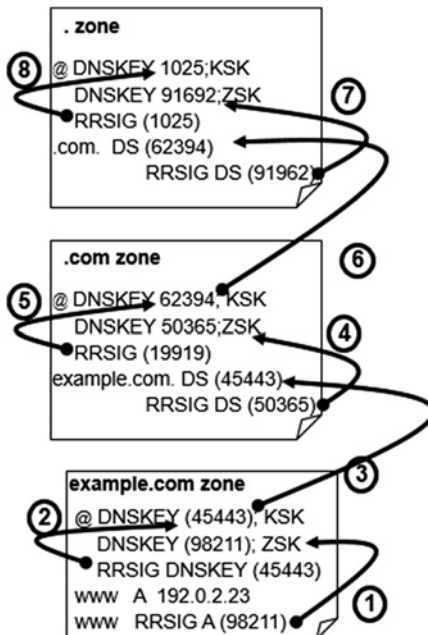 . zone
8
@ DNSKEY 1025;KSK
7
DNSKEY 91692;ZSK
RRSIG (1025)
.com. DS (62394)
RRSIG DS (91962)
.com zone
6
5
@ DNSKEY 62394; KSK
DNSKEY 50365;ZSK
4
RRSIG (19919)
example.com. DS (45443)
RRSIG DS (50365)
3
example.com zone
2
@ DNSKEY (45443); KSK
DNSKEY (98211); ZSK
RRSIG DNSKEY (45443)
www A 192.0.2.23
1
www RRSIG A (98211)